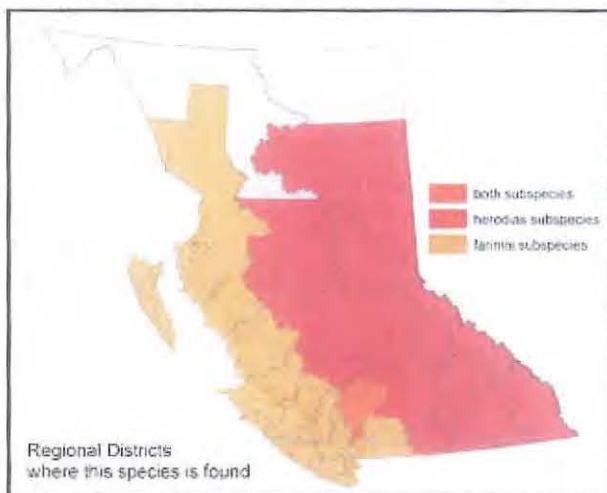 both subspecies
herodias subspecies
fannini subspecies
Regional Districts
where this species is found